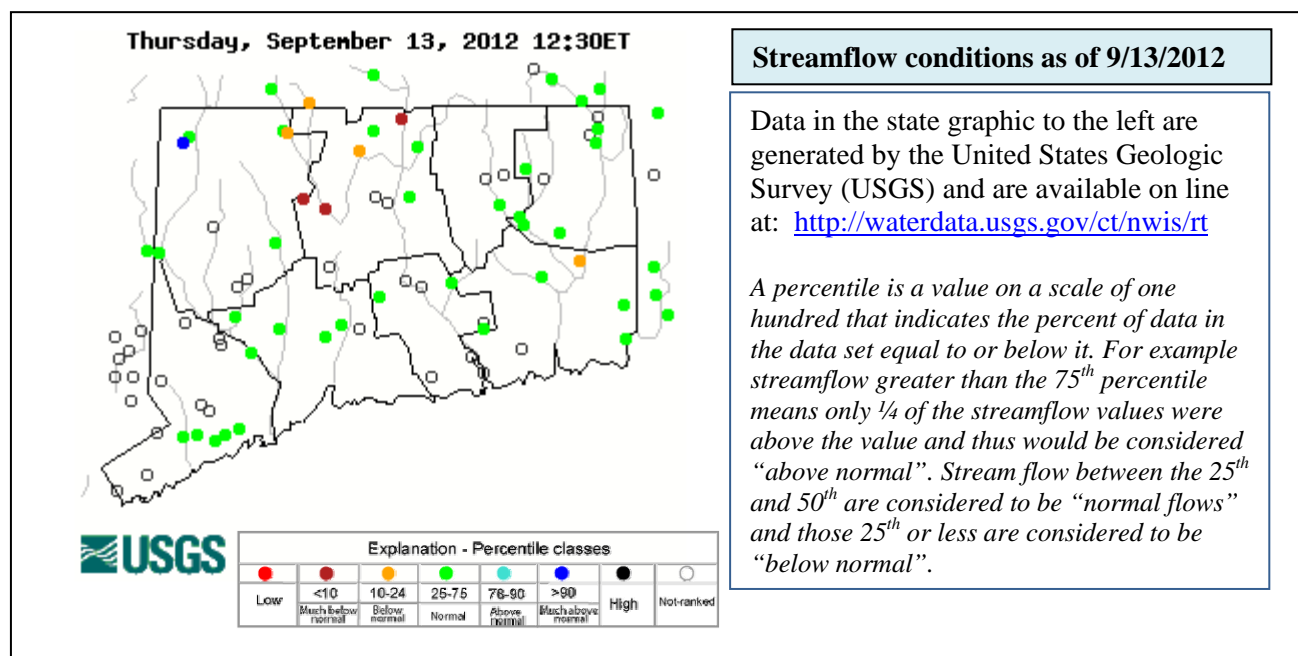 Thursday, September 13, 2012 12:30ET
Streamflow conditions as of 9/13/2012
Data in the state graphic to the left are
generated by the United States Geologic
Survey (USGS) and are available on line
at: http://waterdata.usgs.gov/ct/nwis/rt
A percentile is a value on a scale of one
hundred that indicates the percent of data in
the data set equal to or below it. For example
streamflow greater than the 75th percentile
means only ¼ of the streamflow values were
above the value and thus would be considered
“above normal”. Stream flow between the 25th
and 50th are considered to be “normal flows”
and those 25th or less are considered to be
“below normal”.
USGS
Explanation - Percentile classes
Low
<10
10-24
25-75
76-90
>90
High
Not-ranked
Much below normal
Below normal
Normal
Above normal
Much above normal